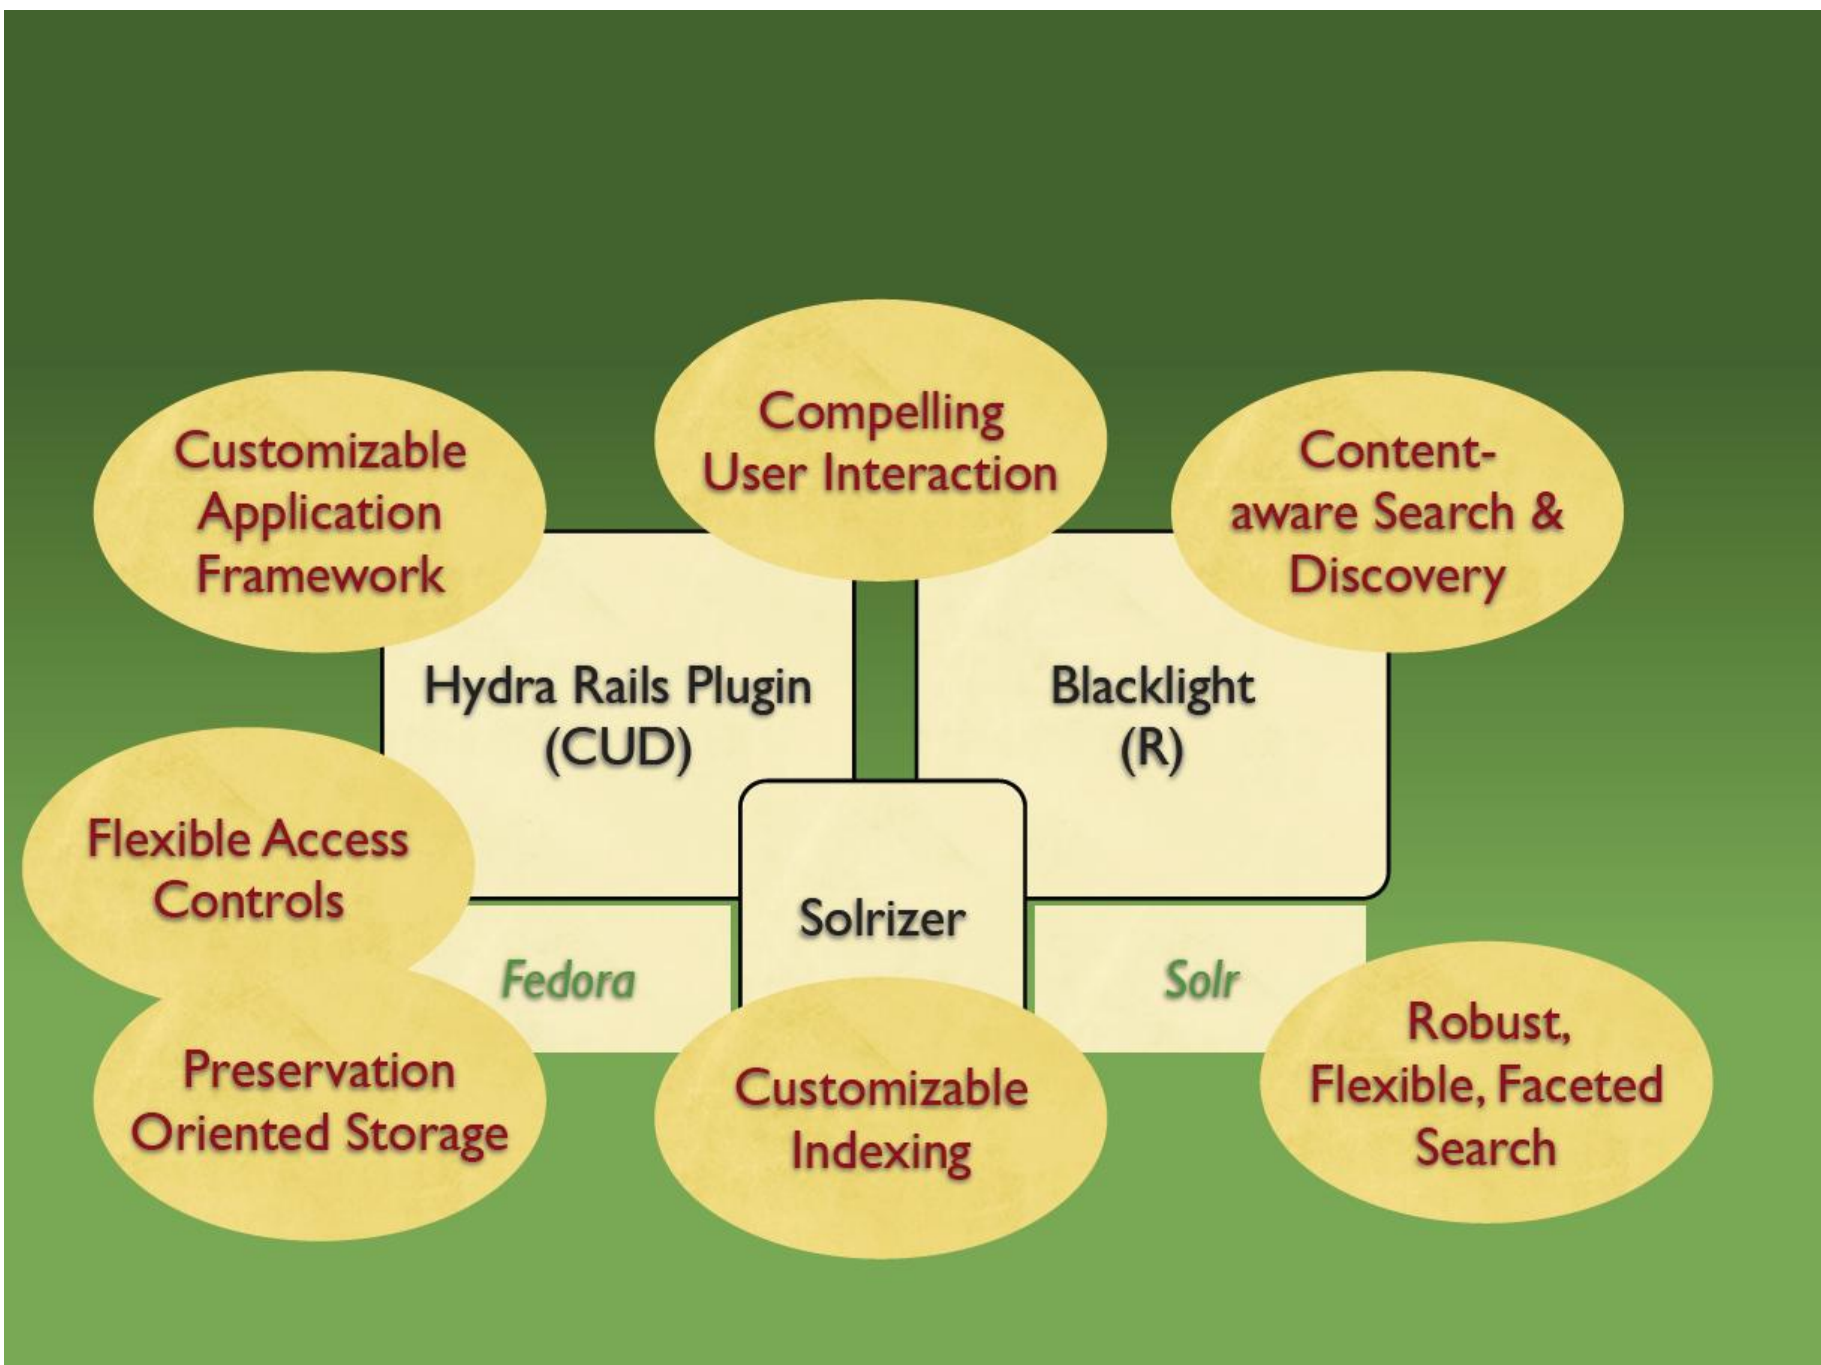 Compelling
User Interaction
Customizable
Application
Framework
Content-
aware Search &
Discovery
Hydra Rails Plugin
(CUD)
Blacklight
(R)
Flexible Access
Controls
Solrizer
Fedora
Solr
Preservation
Oriented Storage
Customizable
Indexing
Robust,
Flexible, Faceted
Search